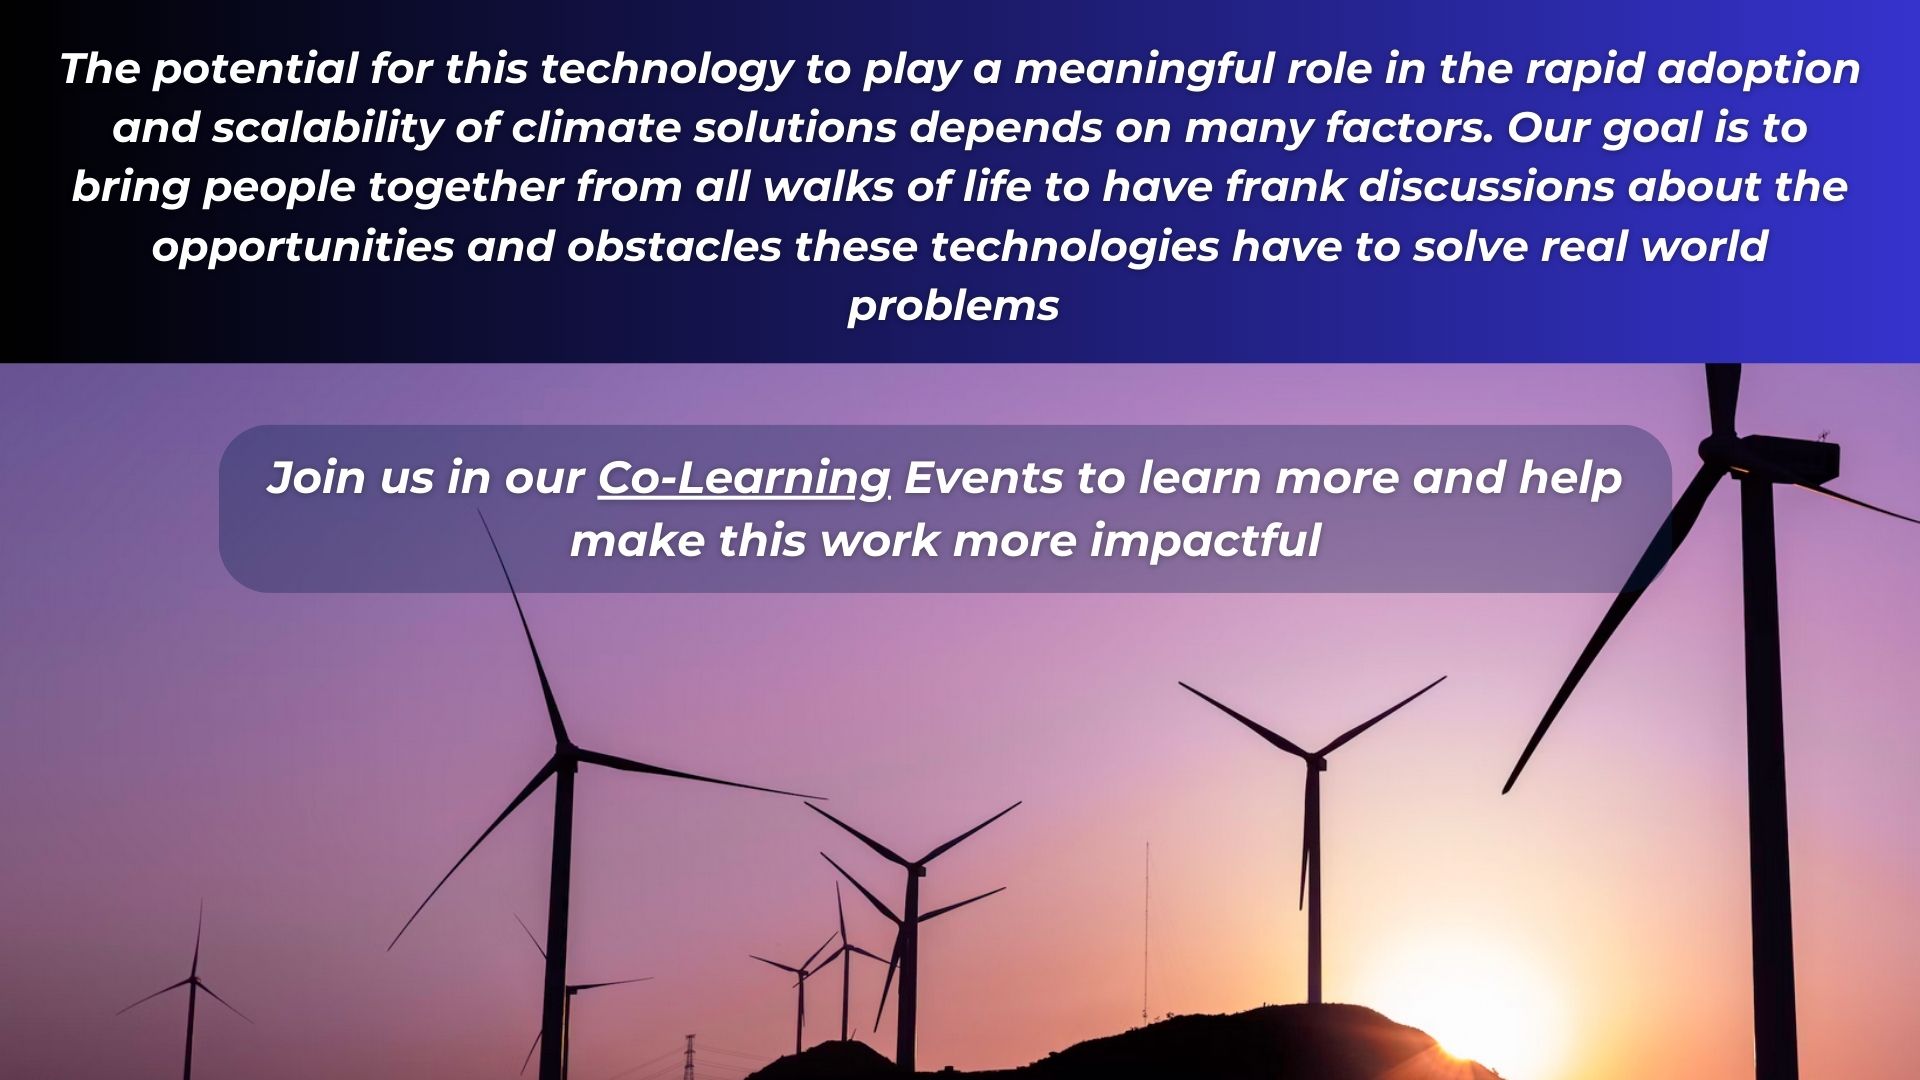 The potential for this technology to play a meaningful role in the rapid adoption
and scalability of climate solutions depends on many factors. Our goal is to
bring people together from all walks of life to have frank discussions about the
opportunities and obstacles these technologies have to solve real world
problems
Join us in our Co-Learning Events to learn more and help
make this work more impactful